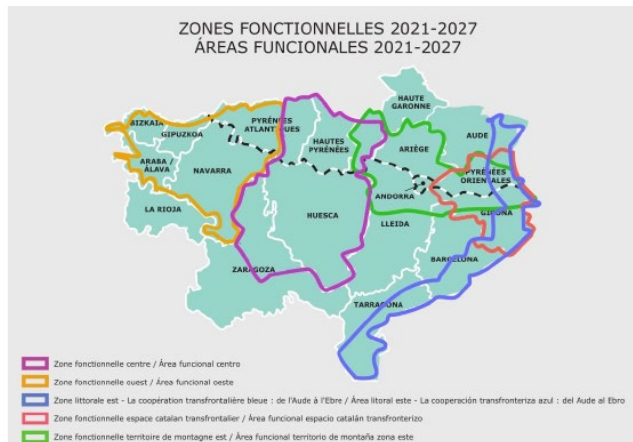 ZONES FONCTIONNELLES 2021-2027
ÁREAS FUNCIONALES 2021-2027
HAUTE
GARONNE
BIZKAIA
GIPUZKOA
PYRÉNÉES
ATLANTIQUES
AUDE
HAUTES
PYRÉNÉES
ARIÈGE
ARABA /
ÁLAVA
NAVARRA
PYRÉNÉES
ORIENTALES
ANDORRA
LA RIOJA
HUESCA
LLEIDA
GIRONA
ZARAGOZA
BARCELONA
TARRAGONA
Zone fonctionnelle centre / Área funcional centro
Zone fonctionnelle ouest / Área funcional oeste
Zone littorale est - La coopération transfrontalière bleue : de l'Aude à l'Ebre / Área litoral este - La cooperación transfronteriza azul : del Aude al Ebro
Zone fonctionnelle espace catalan transfrontalier / Área funcional espacio catalán transfronterizo
Zone fonctionnelle territoire de montagne est / Área funcional territorio de montaña zona este